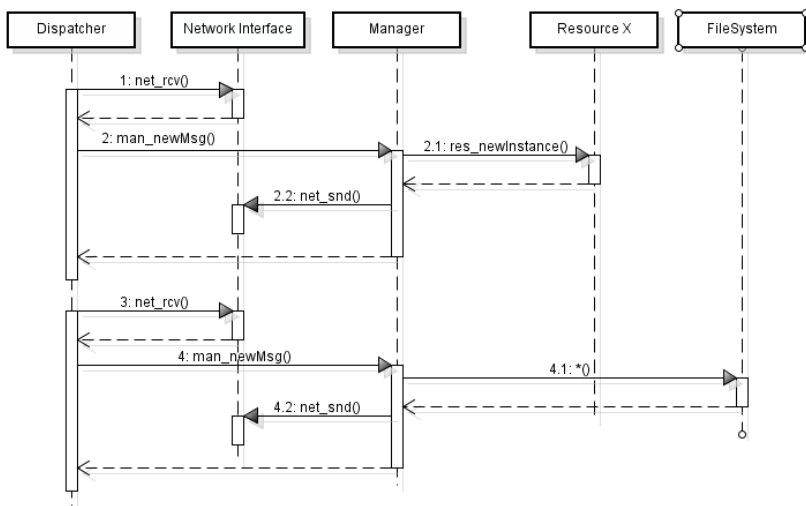 Dispatcher
Network Interface
Manager
Resource X
FileSystem
1: net_rcv()
2: man_newMsg()
2.1: res_newInstance()
2.2: net_snd()
3: net_rcv()
4: man_newMsg()
4.1: *()
4.2: net_snd()